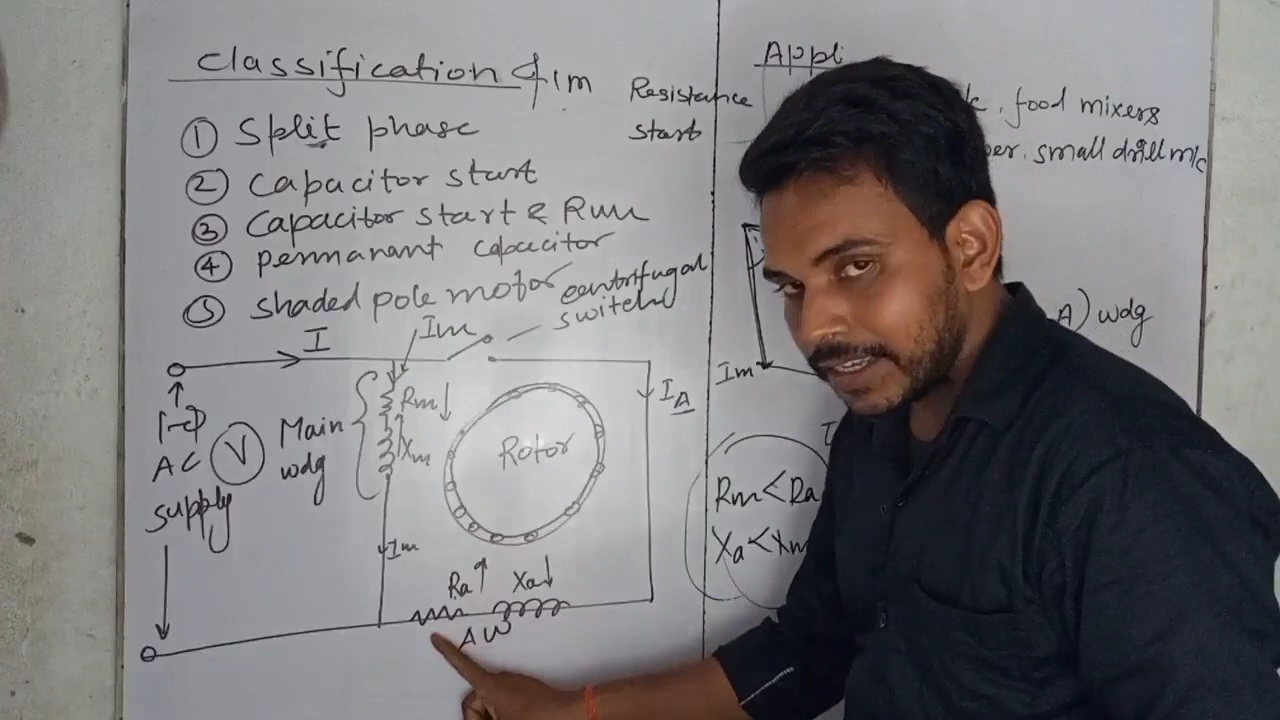 Classification of IM
① Split phase
② Capacitor start
③ Capacitor start & Run
④ permanant capacitor
⑤ shaded pole motor
Resistance
start
centrifugal
switch
I
Im
1-Φ
AC
supply
V
Main
wdg
Rm↓
Xm
Rotor
IA
Im
Ra↑ Xa↓
AW
Appl
food mixers
small drill m/c
Im
A) wdg
Rm<Ra
Xa<Xm